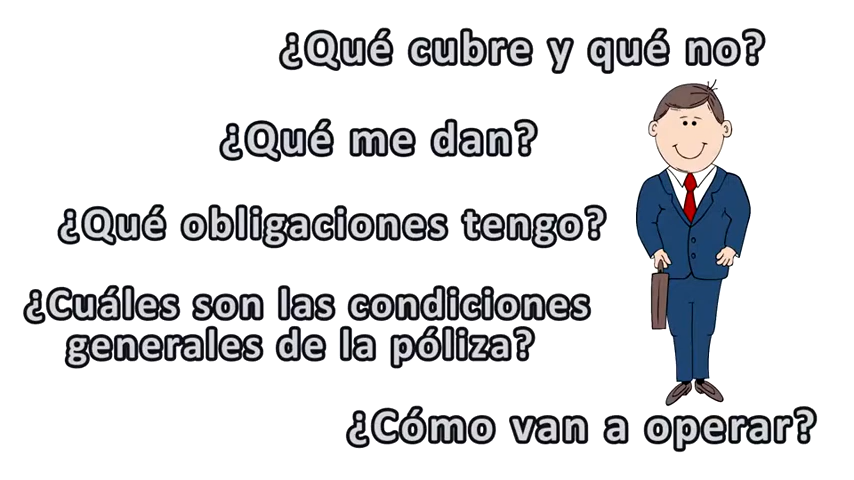 ¿Qué cubre y qué no?
¿Qué me dan?
¿Qué obligaciones tengo?
¿Cuáles son las condiciones
generales de la póliza?
¿Cómo van a operar?